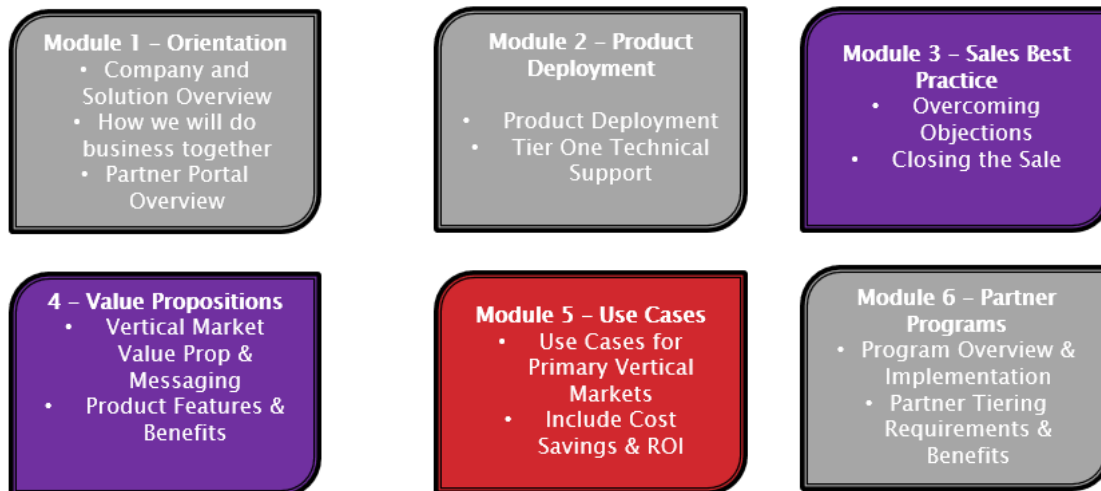 Module 1 – Orientation
• Company and
Solution Overview
• How we will do
business together
• Partner Portal
Overview
Module 2 – Product
Deployment
• Product Deployment
• Tier One Technical
Support
Module 3 – Sales Best
Practice
• Overcoming
Objections
• Closing the Sale
4 – Value Propositions
• Vertical Market
Value Prop &
Messaging
• Product Features &
Benefits
Module 5 – Use Cases
• Use Cases for
Primary Vertical
Markets
• Include Cost
Savings & ROI
Module 6 – Partner
Programs
• Program Overview &
Implementation
• Partner Tiering
Requirements &
Benefits